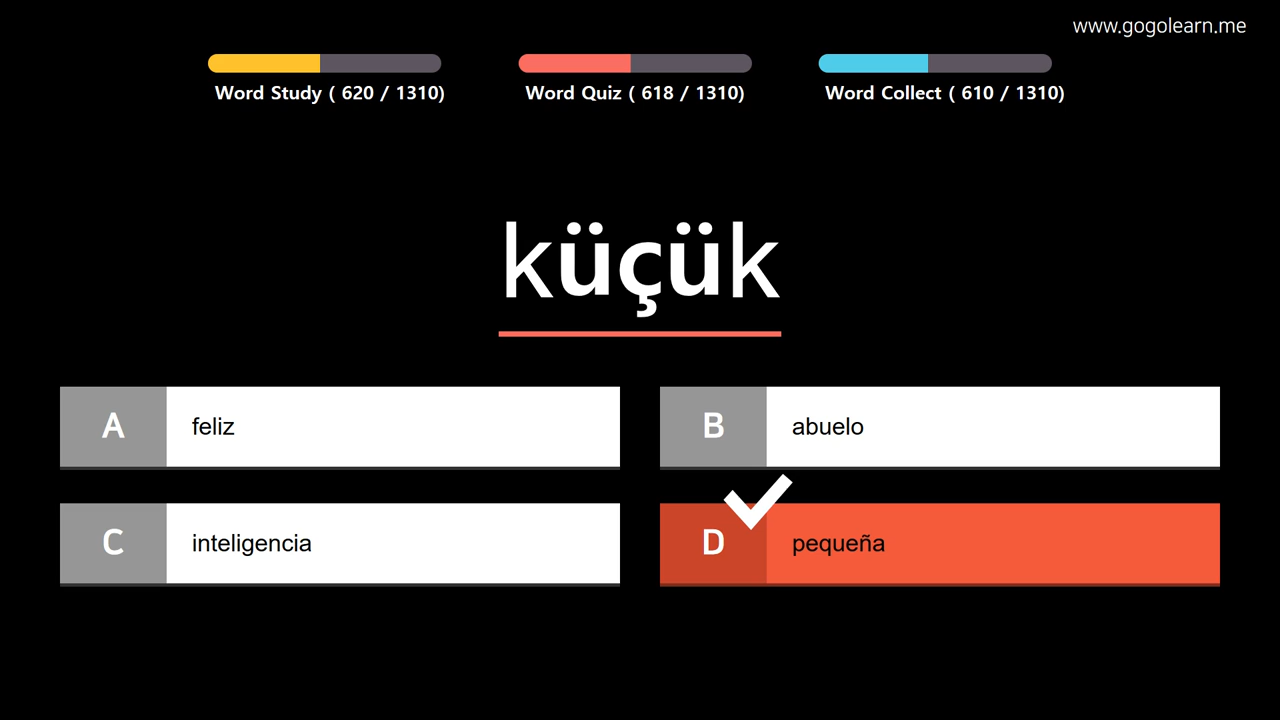 www.gogolearn.me
Word Study ( 620 / 1310)
Word Quiz ( 618 / 1310)
Word Collect ( 610 / 1310)
küçük
A feliz
B abuelo
C inteligencia
D pequeña